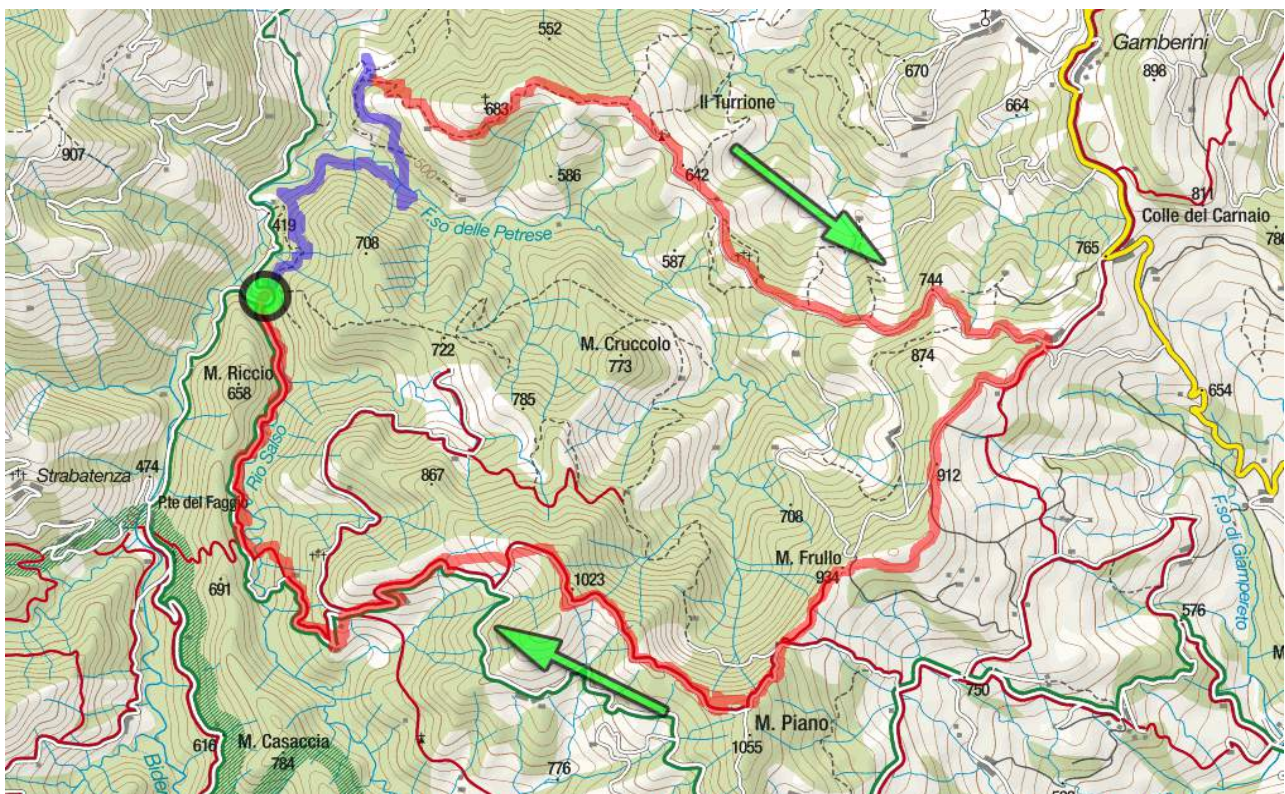 552
Gamberini
670
898
664
Il Turrione
683
907
500
586
642
811
Colle del Carnaio
419
F.so delle Petrese
765
708
587
744
722
M. Cruccolo
773
874
M. Riccio
658
654
785
Rio Salso
474
Strabatenza
867
912
P.te del Faggio
708
F.so di Giampereto
M. Frullo
934
691
1023
576
750
M. Piano
616
M. Casaccia
784
1055
776